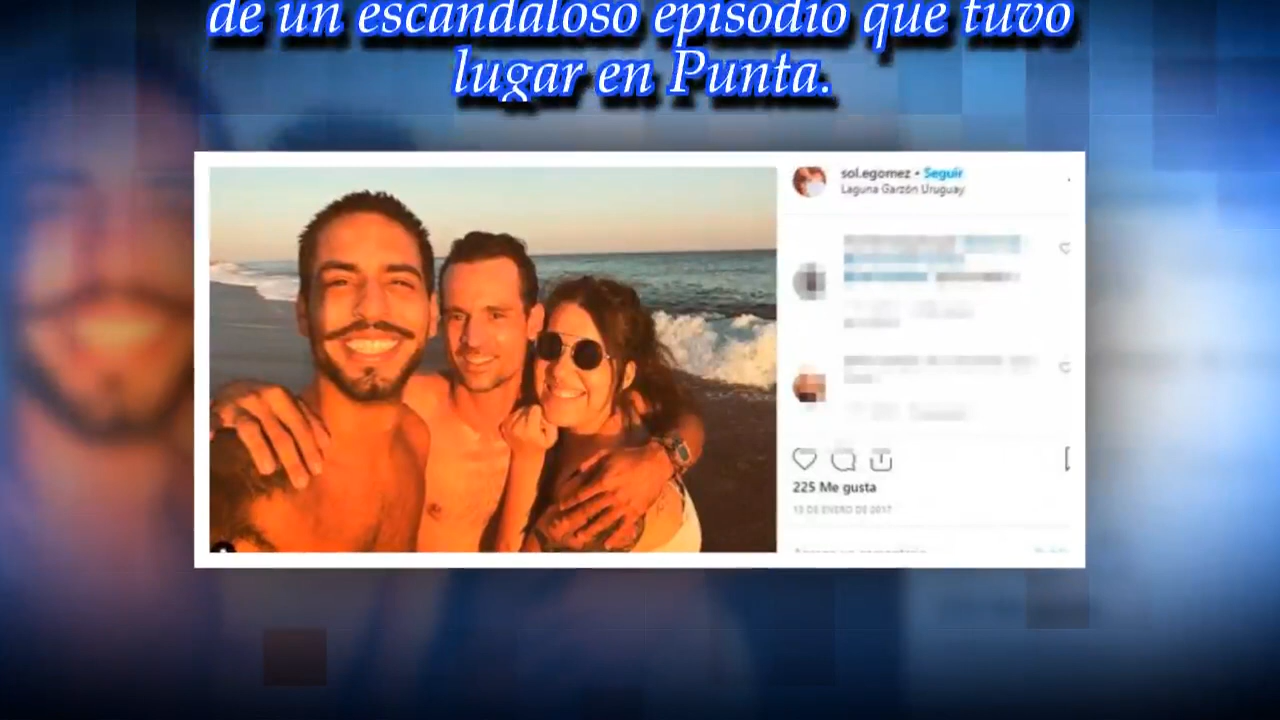 de un escandaloso episodio que tuvo
lugar en Punta.
sol.egomez • Seguir
Laguna Garzón Uruguay
225 Me gusta
13 DE ENERO DE 2017